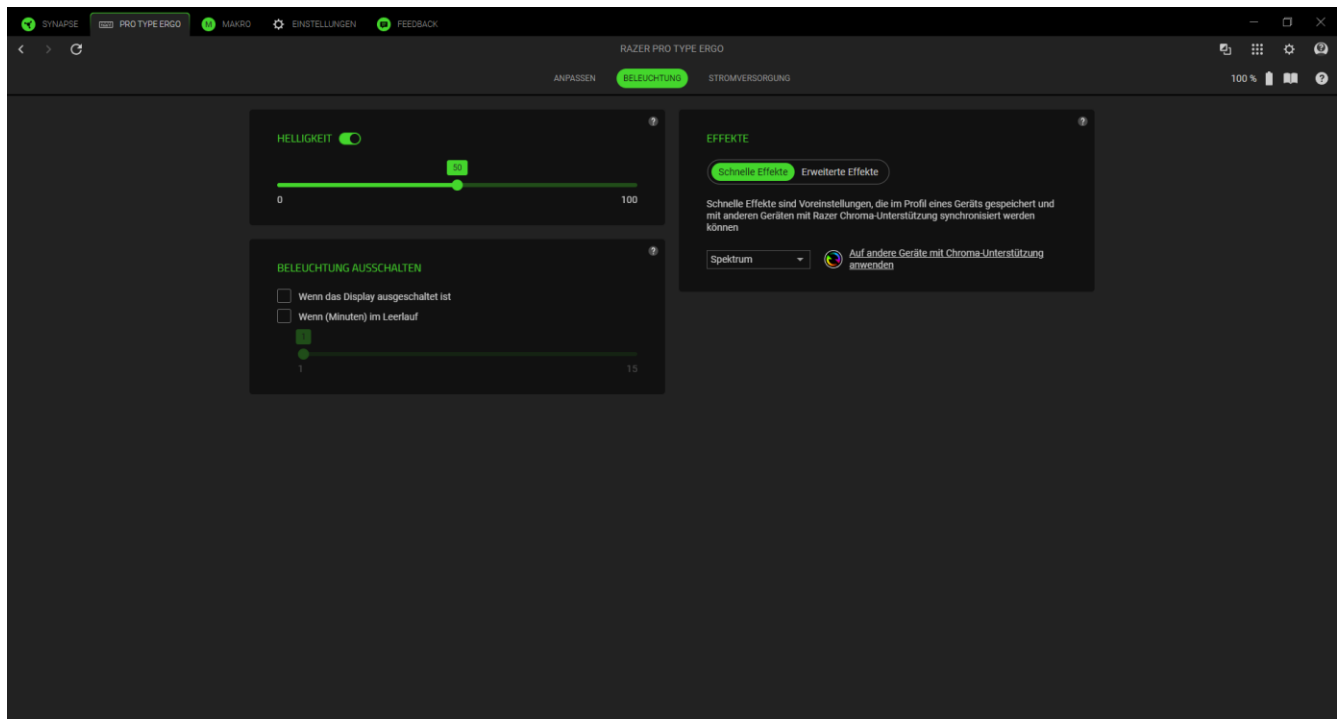 SYNAPSE PRO TYPE ERGO M MAKRO EINSTELLUNGEN FEEDBACK
RAZER PRO TYPE ERGO
ANPASSEN BELEUCHTUNG STROMVERSORGUNG 100 % ?
HELLIGKEIT ?
50
0 100
BELEUCHTUNG AUSSCHALTEN ?
Wenn das Display ausgeschaltet ist
Wenn (Minuten) im Leerlauf
1
1 15
EFFEKTE ?
Schnelle Effekte Erweiterte Effekte
Schnelle Effekte sind Voreinstellungen, die im Profil eines Geräts gespeichert und
mit anderen Geräten mit Razer Chroma-Unterstützung synchronisiert werden
können
Spektrum
Auf andere Geräte mit Chroma-Unterstützung
anwenden